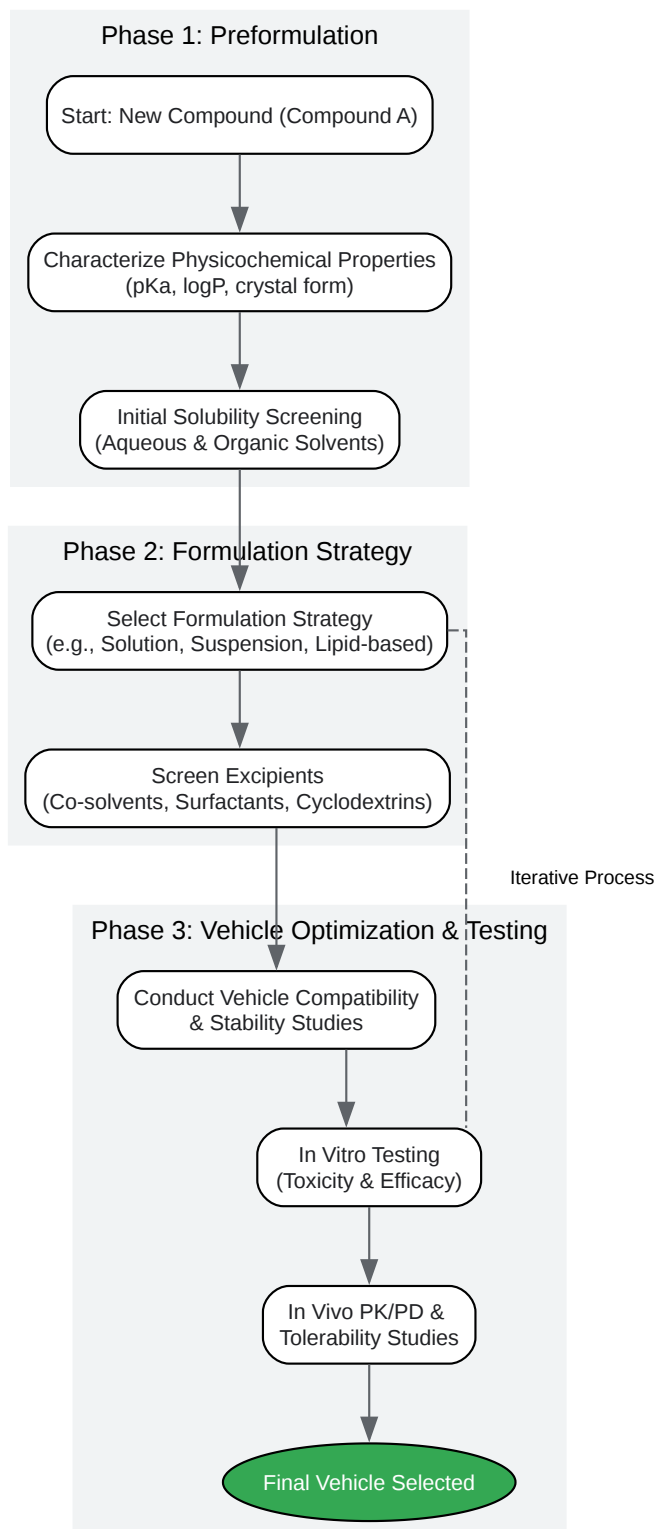 Phase 1: Preformulation
Start: New Compound (Compound A)
Characterize Physicochemical Properties
(pKa, logP, crystal form)
Initial Solubility Screening
(Aqueous & Organic Solvents)
Phase 2: Formulation Strategy
Select Formulation Strategy
(e.g., Solution, Suspension, Lipid-based)
Screen Excipients
(Co-solvents, Surfactants, Cyclodextrins)
Iterative Process
Phase 3: Vehicle Optimization & Testing
Conduct Vehicle Compatibility
& Stability Studies
In Vitro Testing
(Toxicity & Efficacy)
In Vivo PK/PD &
Tolerability Studies
Final Vehicle Selected